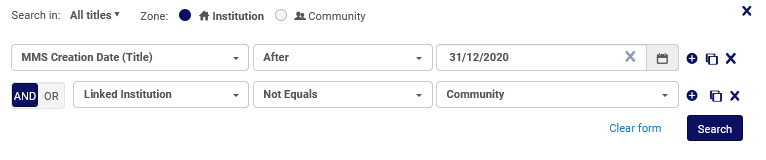 Search in: All titles Zone: Institution Community
MMS Creation Date (Title) After 31/12/2020
AND OR Linked Institution Not Equals Community
Clear form Search